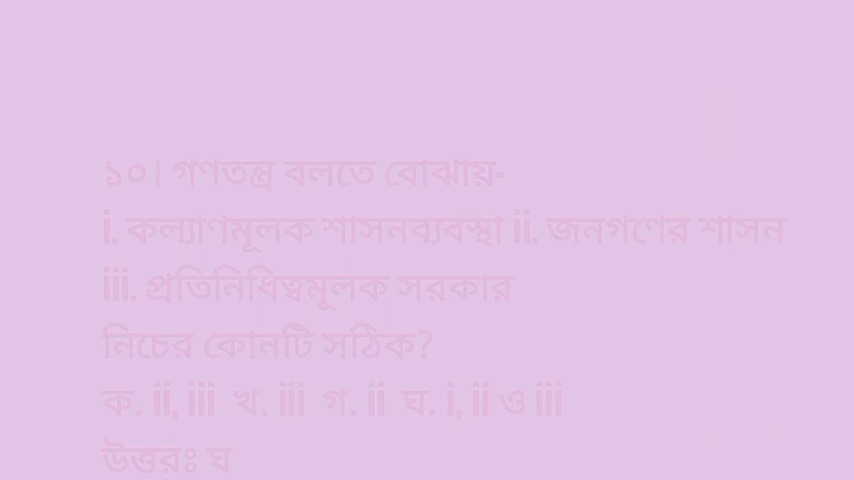 ১০। গণতন্ত্র বলতে বোঝায়-
i. কল্যাণমূলক শাসনব্যবস্থা ii. জনগণের শাসন
iii. প্রতিনিধিত্বমূলক সরকার
নিচের কোনটি সঠিক?
ক. ii, iii খ. iii গ. ii ঘ. i, ii ও iii
উত্তরঃ ঘ